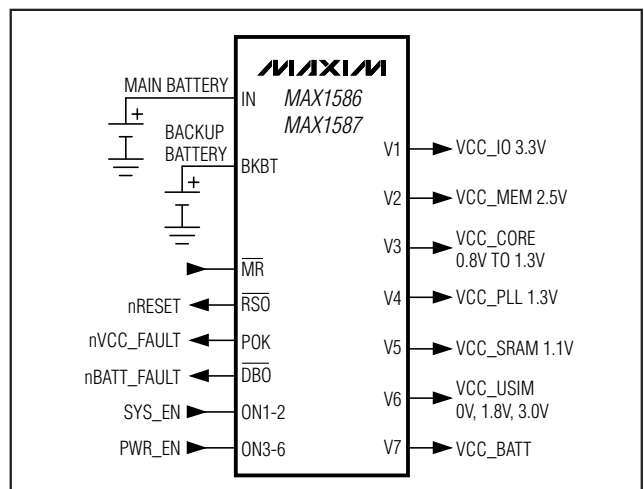 MAXIM
MAX1586
MAX1587
MAIN BATTERY
IN
+
BACKUP
BATTERY
BKBT
+
MR
nRESET
RSO
nVCC_FAULT
POK
nBATT_FAULT
DBO
SYS_EN
ON1-2
PWR_EN
ON3-6
V1
VCC_IO 3.3V
V2
VCC_MEM 2.5V
V3
VCC_CORE
0.8V TO 1.3V
V4
VCC_PLL 1.3V
V5
VCC_SRAM 1.1V
V6
VCC_USIM
0V, 1.8V, 3.0V
V7
VCC_BATT